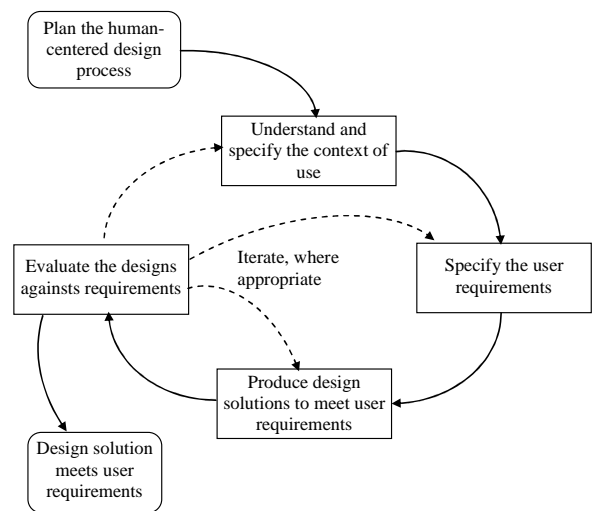 Plan the human-
centered design
process
Understand and
specify the context of
use
Iterate, where
appropriate
Evaluate the designs
againsts requirements
Specify the user
requirements
Produce design
solutions to meet user
requirements
Design solution
meets user
requirements